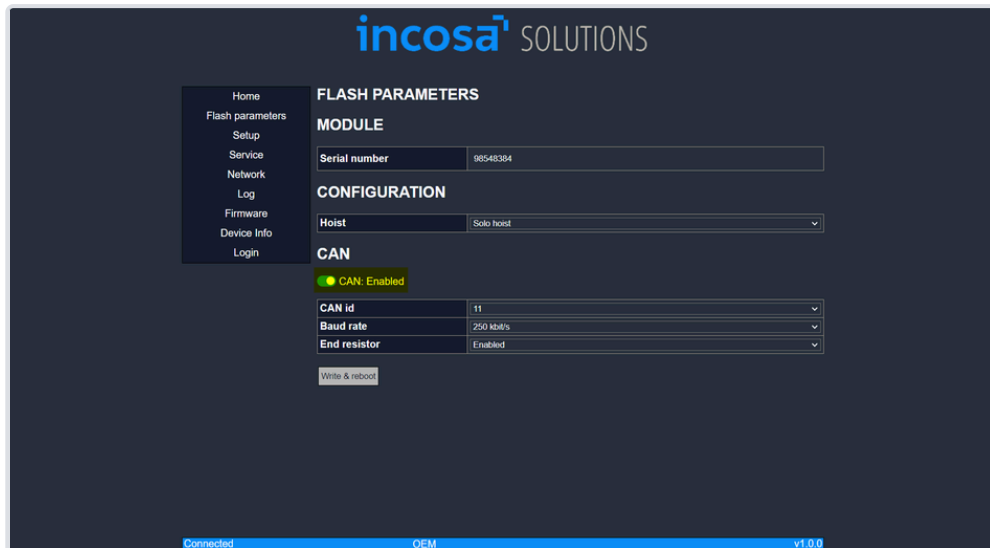 incosa SOLUTIONS
Home
Flash parameters
Setup
Service
Network
Log
Firmware
Device Info
Login
FLASH PARAMETERS
MODULE
Serial number 98548384
CONFIGURATION
Hoist Solo hoist
CAN
CAN: Enabled
CAN id 11
Baud rate 250 kbit/s
End resistor Enabled
Write & reboot
Connected OEM v1.0.0